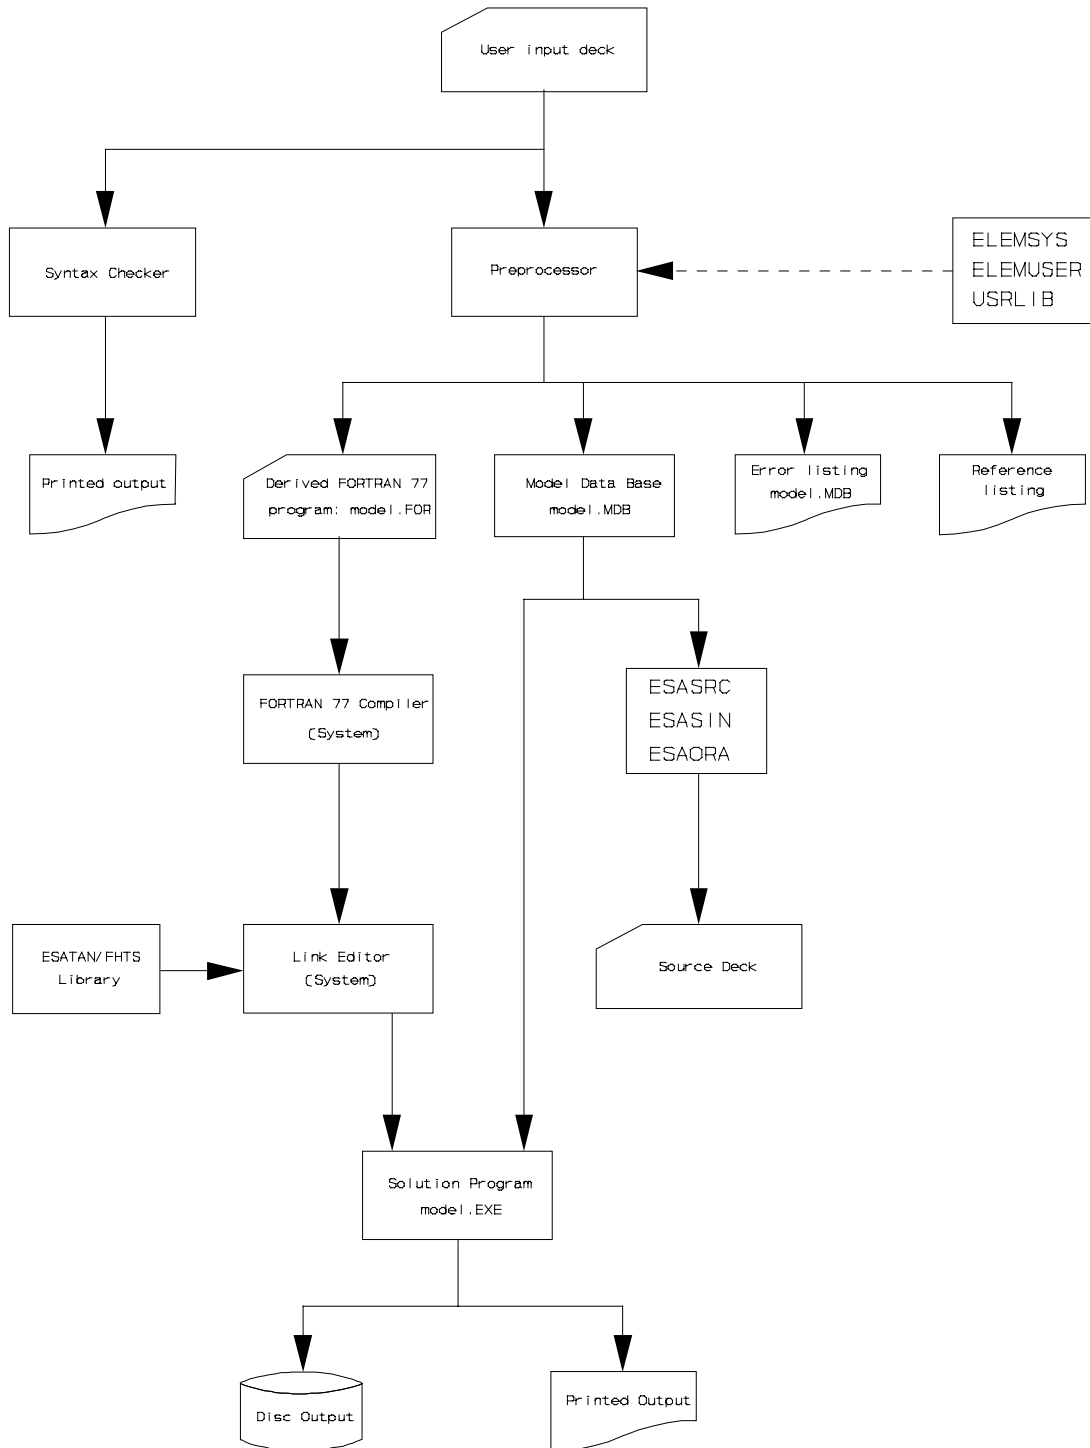 User input deck
Syntax Checker
Preprocessor
ELEMSYS
ELEMUSER
USRLIB
Printed output
Derived FORTRAN 77
program: model.FOR
Model Data Base
model.MDB
Error listing
model.MDB
Reference
listing
FORTRAN 77 Compiler
(System)
ESASRC
ESASIN
ESAORA
ESATAN/FHTS
Library
Link Editor
(System)
Source Deck
Solution Program
model.EXE
Disc Output
Printed Output